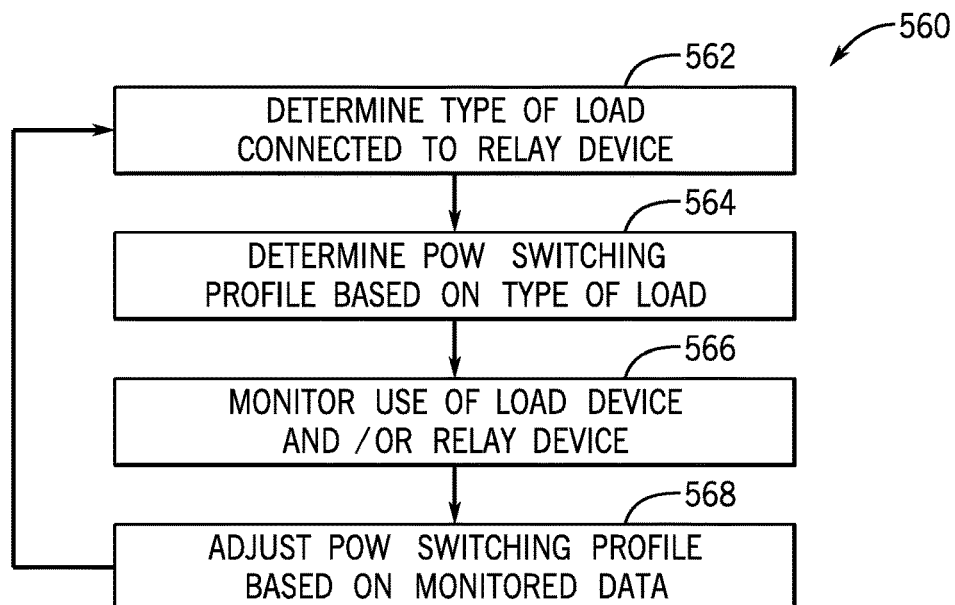 560
562
DETERMINE TYPE OF LOAD
CONNECTED TO RELAY DEVICE
564
DETERMINE POW SWITCHING
PROFILE BASED ON TYPE OF LOAD
566
MONITOR USE OF LOAD DEVICE
AND /OR RELAY DEVICE
568
ADJUST POW SWITCHING PROFILE
BASED ON MONITORED DATA